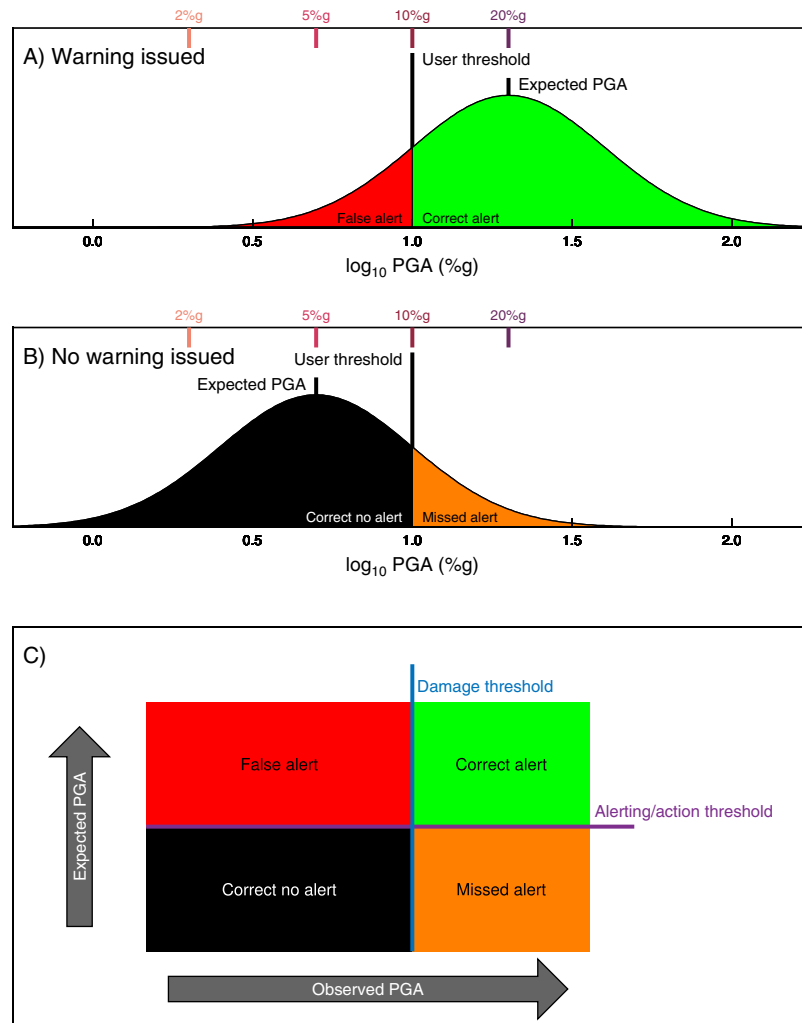 2%g 5%g 10%g 20%g
A) Warning issued
User threshold
Expected PGA
False alert Correct alert
0.0 0.5 1.0 1.5 2.0
log₁₀ PGA (%g)
2%g 5%g 10%g 20%g
B) No warning issued
User threshold
Expected PGA
Correct no alert Missed alert
0.0 0.5 1.0 1.5 2.0
log₁₀ PGA (%g)
C)
Damage threshold
False alert Correct alert
Alerting/action threshold
Expected PGA
Correct no alert Missed alert
Observed PGA